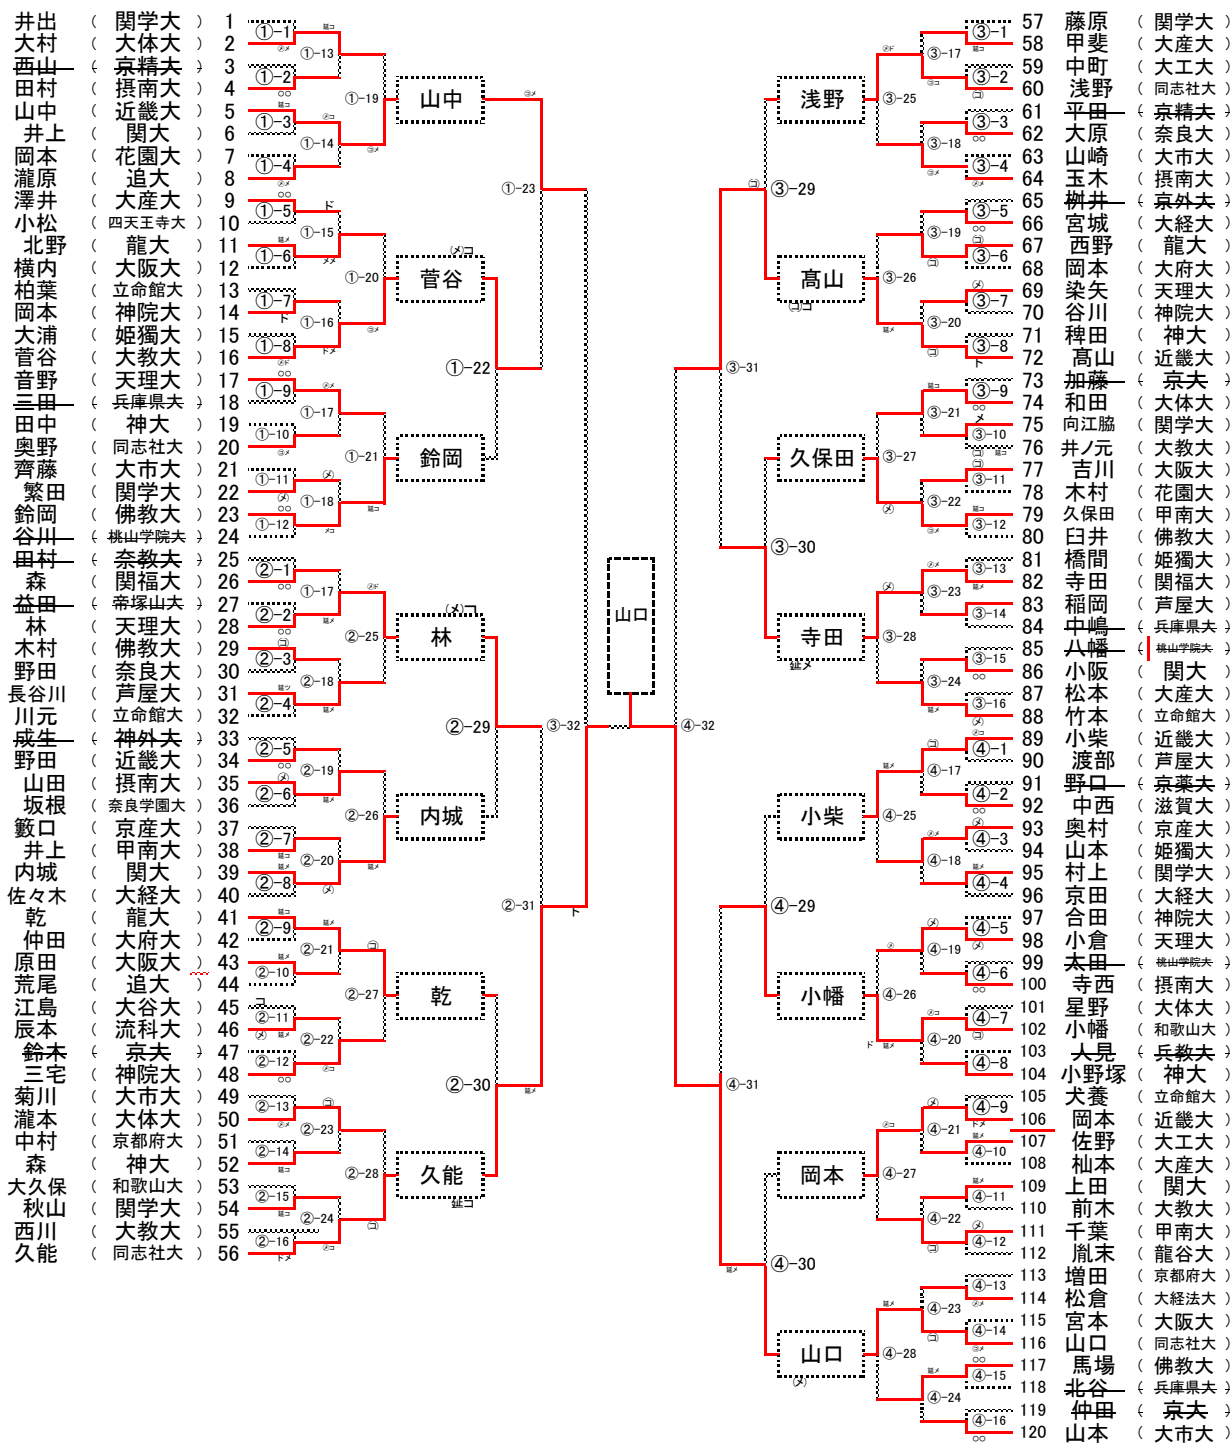 井出 ( 関学大 ) 1
大村 ( 大体大 ) 2
西山 ( 京精大 ) 3
田村 ( 摂南大 ) 4
山中 ( 近畿大 ) 5
井上 ( 関大 ) 6
岡本 ( 花園大 ) 7
瀧原 ( 追大 ) 8
澤井 ( 大産大 ) 9
小松 ( 四天王寺大 ) 10
北野 ( 龍大 ) 11
横内 ( 大阪大 ) 12
柏葉 ( 立命館大 ) 13
岡本 ( 神院大 ) 14
大浦 ( 姫獨大 ) 15
菅谷 ( 大教大 ) 16
音野 ( 天理大 ) 17
三田 ( 兵庫県大 ) 18
田中 ( 神大 ) 19
奥野 ( 同志社大 ) 20
齊藤 ( 大市大 ) 21
繁田 ( 関学大 ) 22
鈴岡 ( 佛教大 ) 23
谷川 ( 桃山学院大 ) 24
田村 ( 奈教大 ) 25
森 ( 関福大 ) 26
益田 ( 帝塚山大 ) 27
林 ( 天理大 ) 28
木村 ( 佛教大 ) 29
野田 ( 奈良大 ) 30
長谷川 ( 芦屋大 ) 31
川元 ( 立命館大 ) 32
成生 ( 神外大 ) 33
野田 ( 近畿大 ) 34
山田 ( 摂南大 ) 35
坂根 ( 奈良学園大 ) 36
籔口 ( 京産大 ) 37
井上 ( 甲南大 ) 38
内城 ( 関大 ) 39
佐々木 ( 大経大 ) 40
乾 ( 龍大 ) 41
仲田 ( 大府大 ) 42
原田 ( 大阪大 ) 43
荒尾 ( 追大 ) 44
江島 ( 大谷大 ) 45
辰本 ( 流科大 ) 46
鈴木 ( 京大 ) 47
三宅 ( 神院大 ) 48
菊川 ( 大市大 ) 49
瀧本 ( 大体大 ) 50
中村 ( 京都府大 ) 51
森 ( 神大 ) 52
大久保 ( 和歌山大 ) 53
秋山 ( 関学大 ) 54
西川 ( 大教大 ) 55
久能 ( 同志社大 ) 56
①-1
①-2
①-3
①-4
①-5
①-6
①-7
①-8
①-9
①-10
①-11
①-12
②-1
②-2
②-3
②-4
②-5
②-6
②-7
②-8
②-9
②-10
②-11
②-12
②-13
②-14
②-15
②-16
①-13
①-14
①-15
①-16
①-17
①-18
①-17
②-18
②-19
②-20
②-21
②-22
②-23
②-24
①-19
①-20
①-21
②-25
②-26
②-27
②-28
山中
菅谷
鈴岡
林
内城
乾
久能
①-23
①-22
②-29
②-31
②-30
③-32
山口
④-32
③-31
④-31
③-29
③-30
④-29
④-30
浅野
髙山
久保田
寺田
小柴
小幡
岡本
山口
③-25
③-26
③-27
③-28
④-25
④-26
④-27
④-28
③-17
③-18
③-19
③-20
③-21
③-22
③-23
③-24
④-17
④-18
④-19
④-20
④-21
④-22
④-23
④-24
③-1
③-2
③-3
③-4
③-5
③-6
③-7
③-8
③-9
③-10
③-11
③-12
③-13
③-14
③-15
③-16
④-1
④-2
④-3
④-4
④-5
④-6
④-7
④-8
④-9
④-10
④-11
④-12
④-13
④-14
④-15
④-16
57 藤原 ( 関学大 )
58 甲斐 ( 大産大 )
59 中町 ( 大工大 )
60 浅野 ( 同志社大 )
61 平田 ( 京精大 )
62 大原 ( 奈良大 )
63 山崎 ( 大市大 )
64 玉木 ( 摂南大 )
65 桝井 ( 京外大 )
66 宮城 ( 大経大 )
67 西野 ( 龍大 )
68 岡本 ( 大府大 )
69 染矢 ( 天理大 )
70 谷川 ( 神院大 )
71 稗田 ( 神大 )
72 髙山 ( 近畿大 )
73 加藤 ( 京大 )
74 和田 ( 大体大 )
75 向江脇 ( 関学大 )
76 井ノ元 ( 大教大 )
77 吉川 ( 大阪大 )
78 木村 ( 花園大 )
79 久保田 ( 甲南大 )
80 臼井 ( 佛教大 )
81 橋間 ( 姫獨大 )
82 寺田 ( 関福大 )
83 稲岡 ( 芦屋大 )
84 中嶋 ( 兵庫県大 )
85 八幡 ( 桃山学院大 )
86 小阪 ( 関大 )
87 松本 ( 大産大 )
88 竹本 ( 立命館大 )
89 小柴 ( 近畿大 )
90 渡部 ( 芦屋大 )
91 野口 ( 京薬大 )
92 中西 ( 滋賀大 )
93 奥村 ( 京産大 )
94 山本 ( 姫獨大 )
95 村上 ( 関学大 )
96 京田 ( 大経大 )
97 合田 ( 神院大 )
98 小倉 ( 天理大 )
99 太田 ( 桃山学院大 )
100 寺西 ( 摂南大 )
101 星野 ( 大体大 )
102 小幡 ( 和歌山大 )
103 人見 ( 兵教大 )
104 小野塚 ( 神大 )
105 犬養 ( 立命館大 )
106 岡本 ( 近畿大 )
107 佐野 ( 大工大 )
108 杣本 ( 大産大 )
109 上田 ( 関大 )
110 前木 ( 大教大 )
111 千葉 ( 甲南大 )
112 胤末 ( 龍谷大 )
113 増田 ( 京都府大 )
114 松倉 ( 大経法大 )
115 宮本 ( 大阪大 )
116 山口 ( 同志社大 )
117 馬場 ( 佛教大 )
118 北谷 ( 兵庫県大 )
119 仲田 ( 京大 )
120 山本 ( 大市大 )